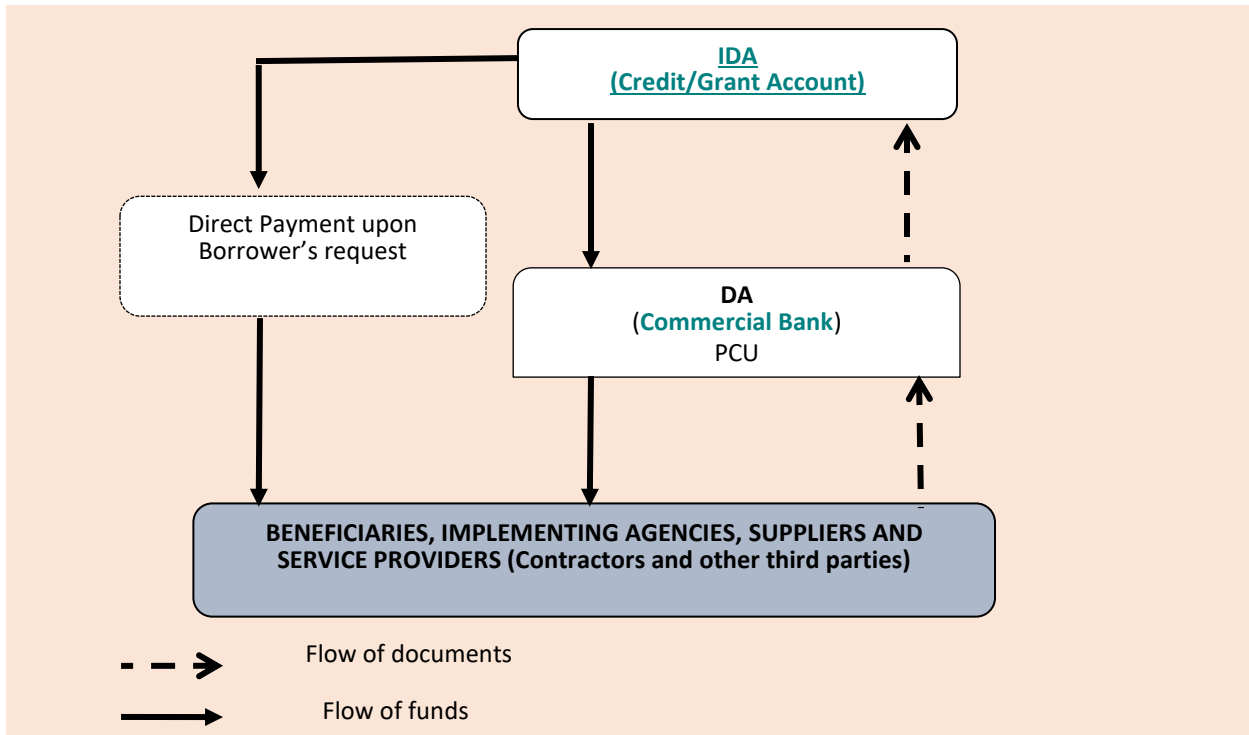 IDA
(Credit/Grant Account)
Direct Payment upon
Borrower’s request
DA
(Commercial Bank)
PCU
BENEFICIARIES, IMPLEMENTING AGENCIES, SUPPLIERS AND
SERVICE PROVIDERS (Contractors and other third parties)
Flow of documents
Flow of funds